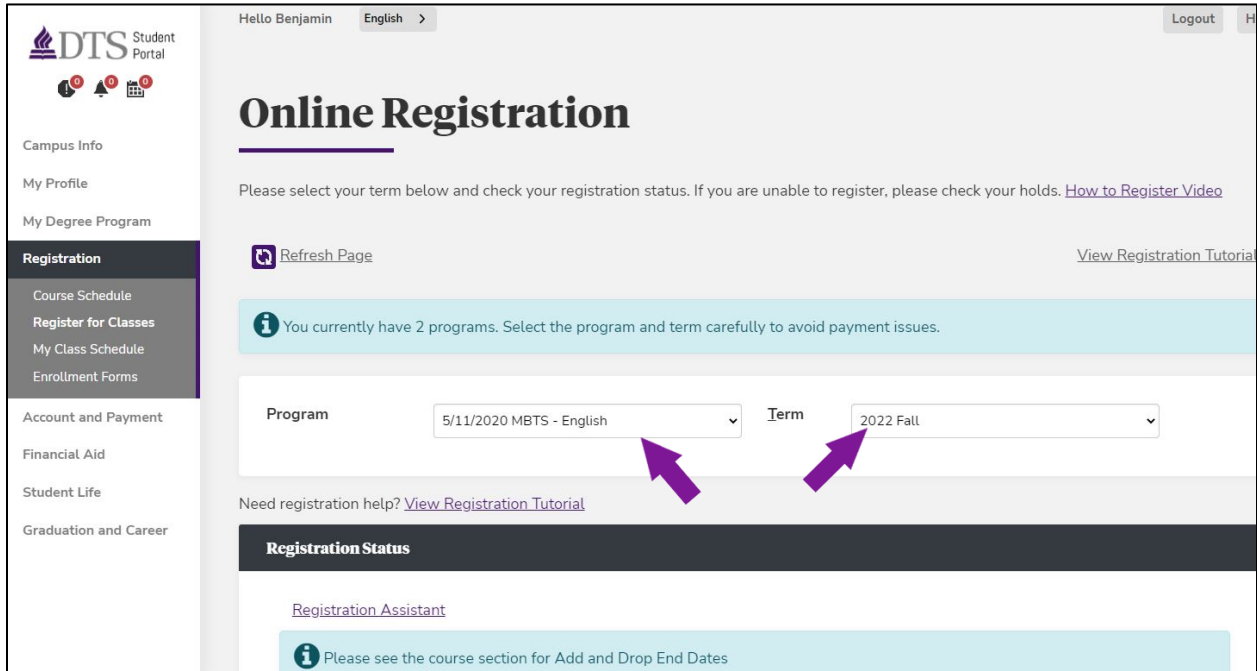 DTS Student Portal
0 0 0
Campus Info
My Profile
My Degree Program
Registration
Course Schedule
Register for Classes
My Class Schedule
Enrollment Forms
Account and Payment
Financial Aid
Student Life
Graduation and Career
Hello Benjamin English > Logout H
Online Registration
Please select your term below and check your registration status. If you are unable to register, please check your holds. How to Register Video
Refresh Page View Registration Tutorial
You currently have 2 programs. Select the program and term carefully to avoid payment issues.
Program 5/11/2020 MBTS - English Term 2022 Fall
Need registration help? View Registration Tutorial
Registration Status
Registration Assistant
Please see the course section for Add and Drop End Dates